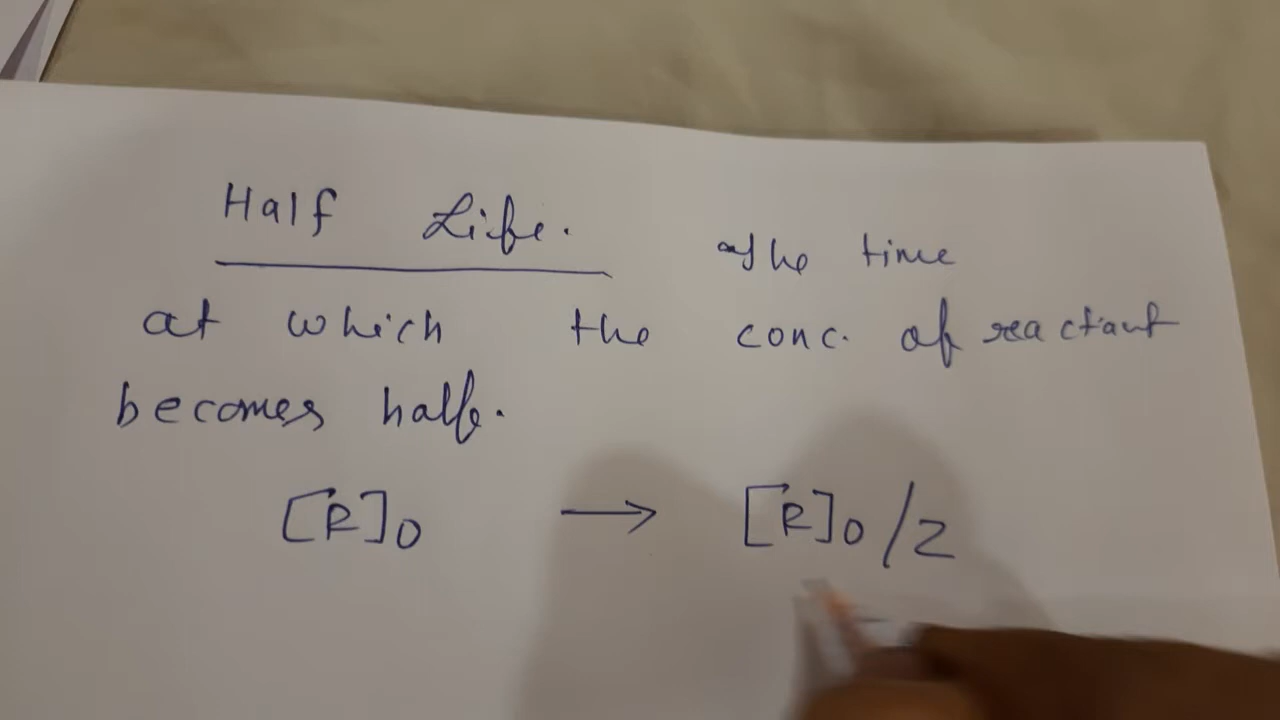 Half Life. The time
at which the conc. of reactant
becomes half.
[R]0 → [R]0/2